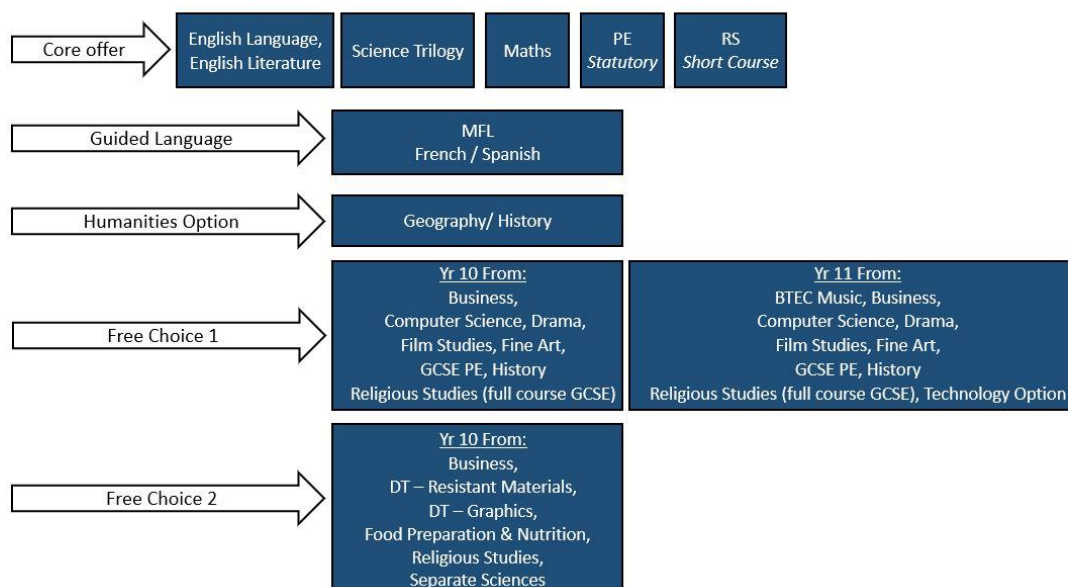 Core offer
English Language,
English Literature
Science Trilogy
Maths
PE
Statutory
RS
Short Course
Guided Language
MFL
French / Spanish
Humanities Option
Geography/ History
Free Choice 1
Yr 10 From:
Business,
Computer Science, Drama,
Film Studies, Fine Art,
GCSE PE, History
Religious Studies (full course GCSE)
Yr 11 From:
BTEC Music, Business,
Computer Science, Drama,
Film Studies, Fine Art,
GCSE PE, History
Religious Studies (full course GCSE), Technology Option
Free Choice 2
Yr 10 From:
Business,
DT – Resistant Materials,
DT – Graphics,
Food Preparation & Nutrition,
Religious Studies,
Separate Sciences